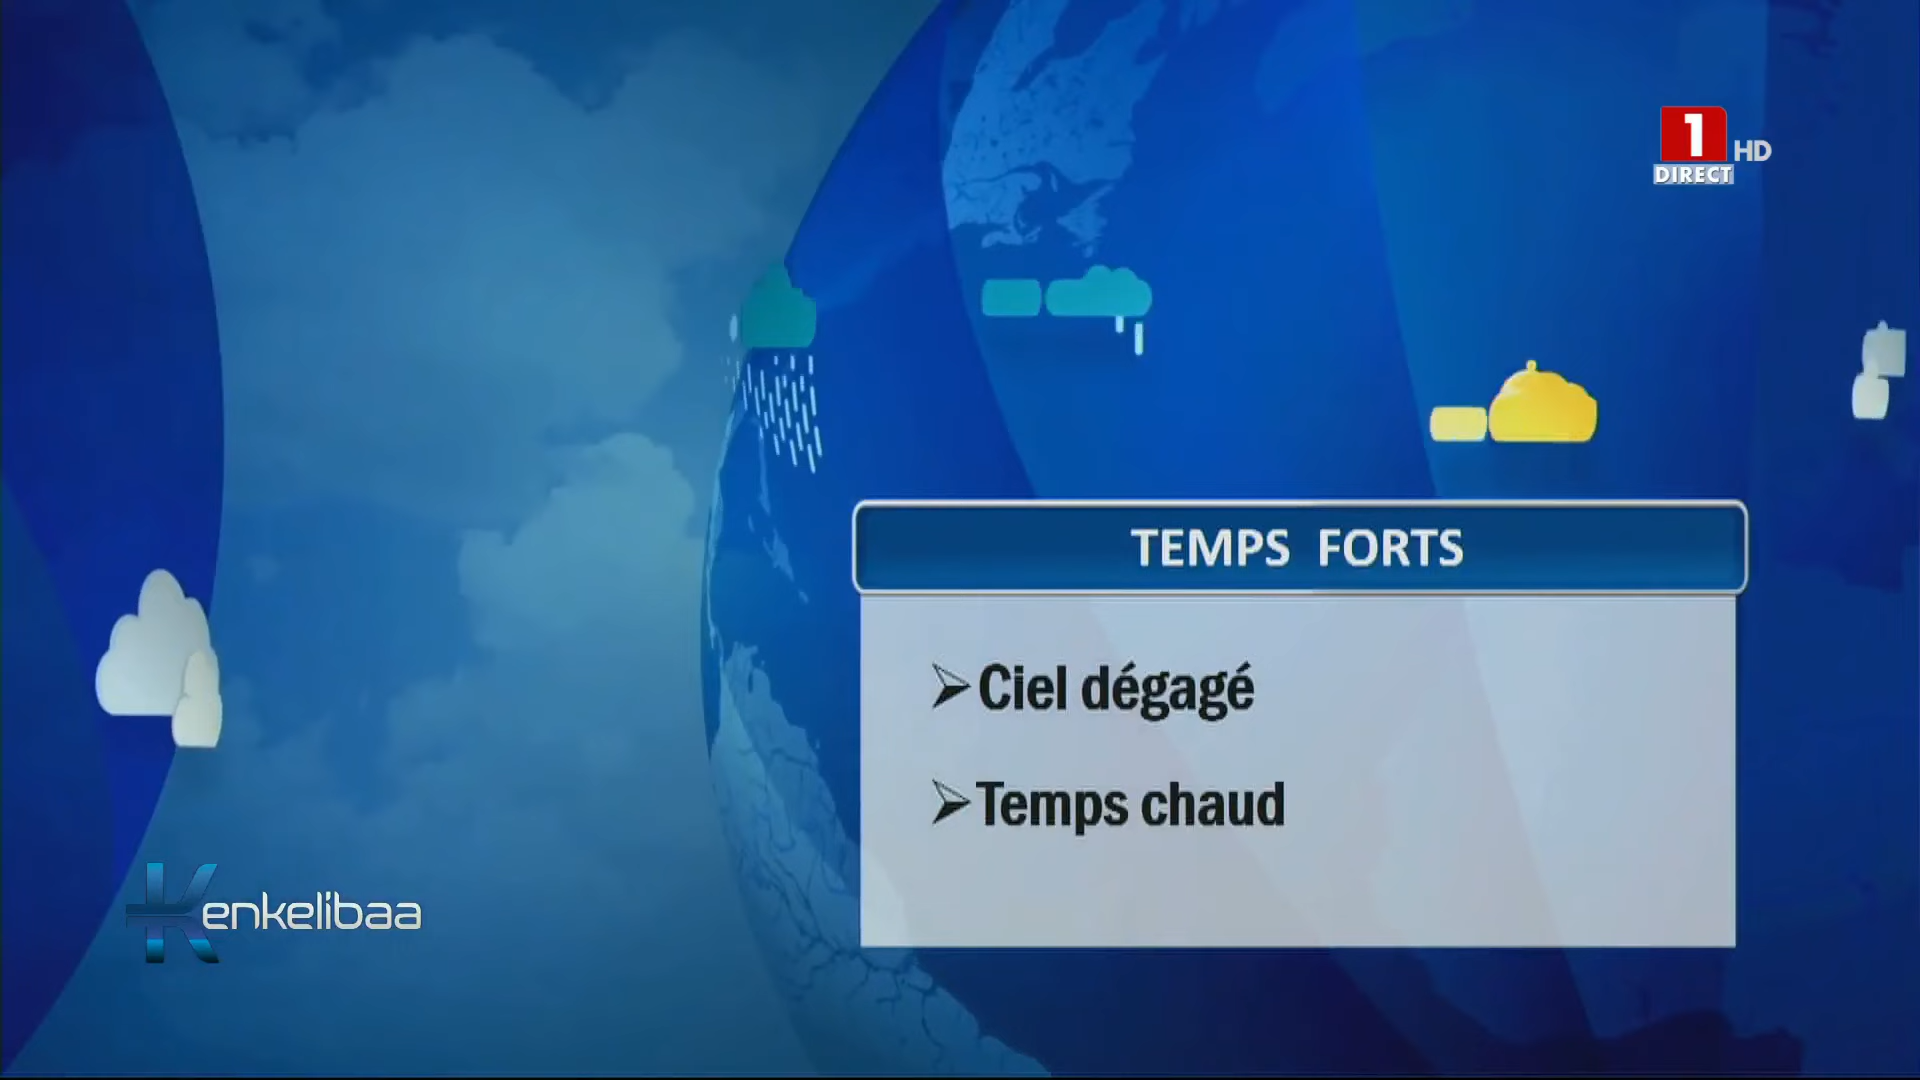 1 HD
DIRECT
TEMPS FORTS
➢Ciel dégagé
➢Temps chaud
Kenkelibaa